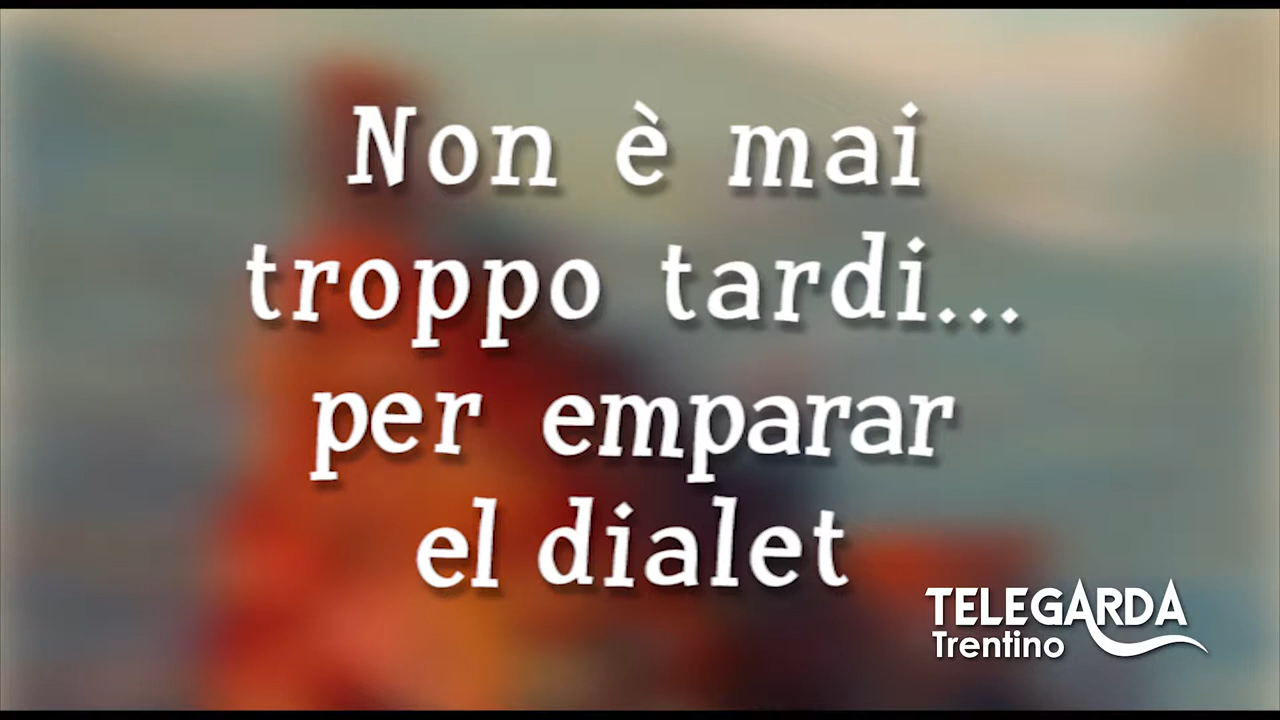 Non è mai
troppo tardi...
per emparar
el dialet
TELEGARDA
Trentino